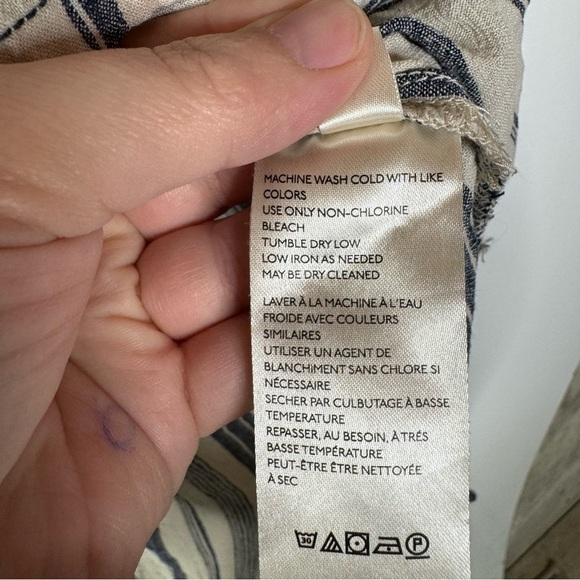 MACHINE WASH COLD WITH LIKE
COLORS
USE ONLY NON-CHLORINE
BLEACH
TUMBLE DRY LOW
LOW IRON AS NEEDED
MAY BE DRY CLEANED
LAVER À LA MACHINE À L'EAU
FROIDE AVEC COULEURS
SIMILAIRES
UTILISER UN AGENT DE
BLANCHIMENT SANS CHLORE SI
NÉCESSAIRE
SECHER PAR CULBUTAGE À BASSE
TEMPERATURE
REPASSER, AU BESOIN, À TRÉS
BASSE TEMPÉRATURE
PEUT-ÊTRE ÊTRE NETTOYÉE
À SEC
30 P